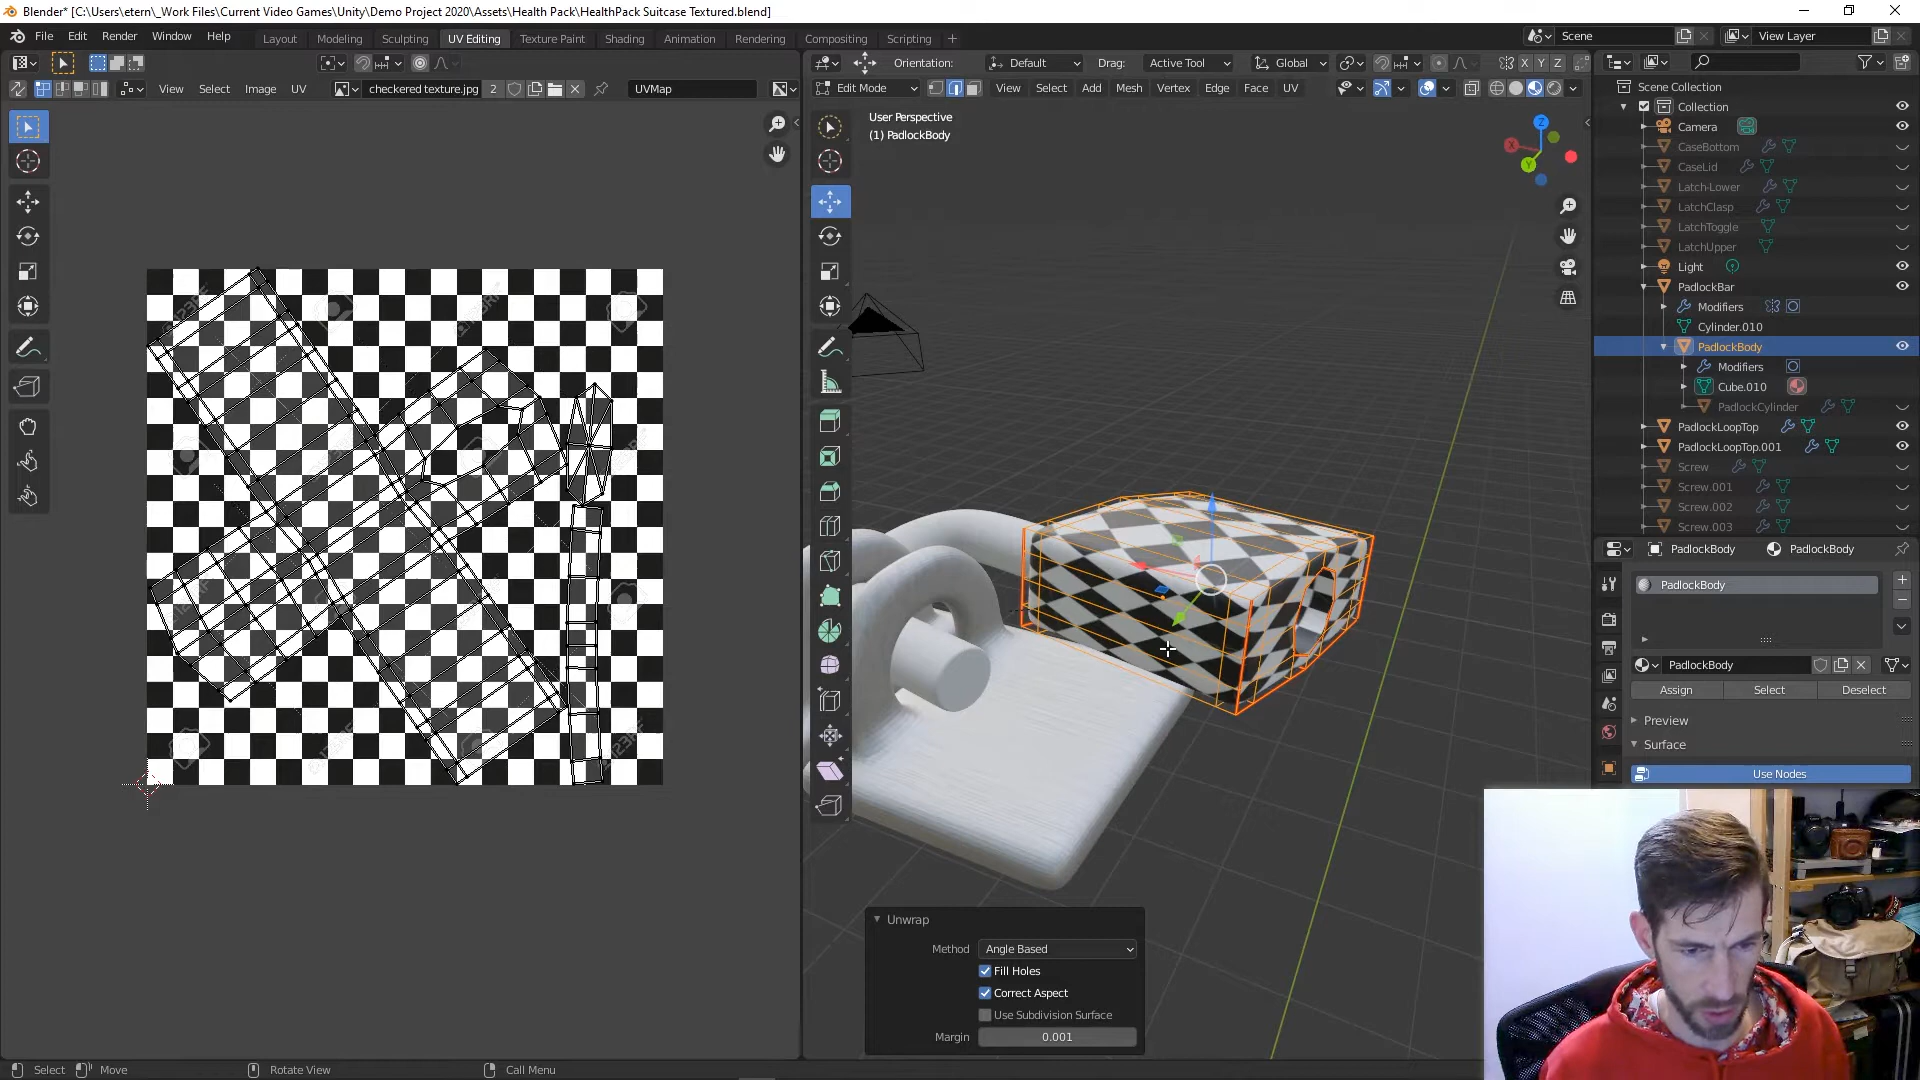 Blender* [C:\Users\etern\_Work Files\Current Video Games\Unity\Demo Project 2020\Assets\Health Pack\HealthPack Suitcase Textured.blend]
File Edit Render Window Help
Layout Modeling Sculpting UV Editing Texture Paint Shading Animation Rendering Compositing Scripting
Scene
View Layer
Orientation: Default Drag: Active Tool Global
X Y Z
View Select Image UV checkered texture.jpg 2 UVMap
Edit Mode View Select Add Mesh Vertex Edge Face UV
User Perspective
(1) PadlockBody
Z
X
Y
Scene Collection
Collection
Camera
CaseBottom
CaseLid
Latch-Lower
LatchClasp
LatchToggle
LatchUpper
Light
PadlockBar
Modifiers
Cylinder.010
PadlockBody
Modifiers
Cube.010
PadlockCylinder
PadlockLoopTop
PadlockLoopTop.001
Screw
Screw.001
Screw.002
Screw.003
PadlockBody PadlockBody
PadlockBody
PadlockBody
Assign Select Deselect
Preview
Surface
Use Nodes
Unwrap
Method Angle Based
Fill Holes
Correct Aspect
Use Subdivision Surface
Margin 0.001
Select Move Rotate View Call Menu